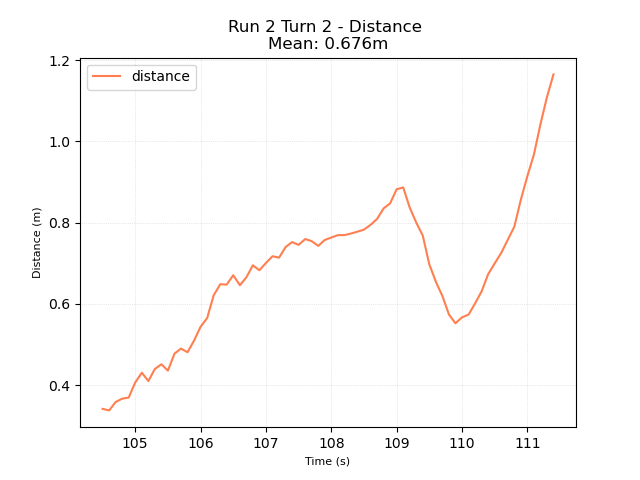 Run 2 Turn 2 - Distance
Mean: 0.676m
distance
1.2
1.0
0.8
0.6
0.4
Distance (m)
105 106 107 108 109 110 111
Time (s)